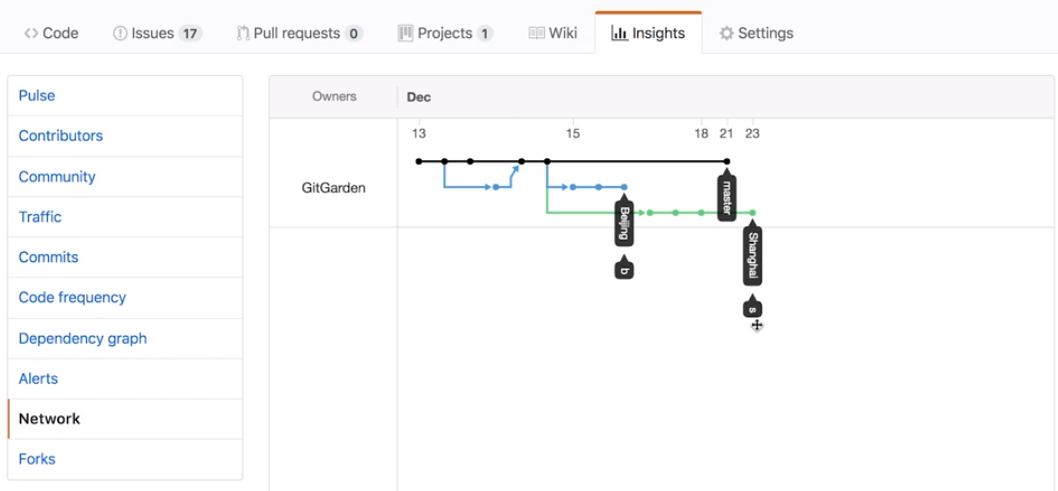 Code Issues 17 Pull requests 0 Projects 1 Wiki Insights Settings
Pulse
Contributors
Community
Traffic
Commits
Code frequency
Dependency graph
Alerts
Network
Forks
Owners Dec
13 15 18 21 23
GitGarden
master
Beijing
Shanghai
b
s